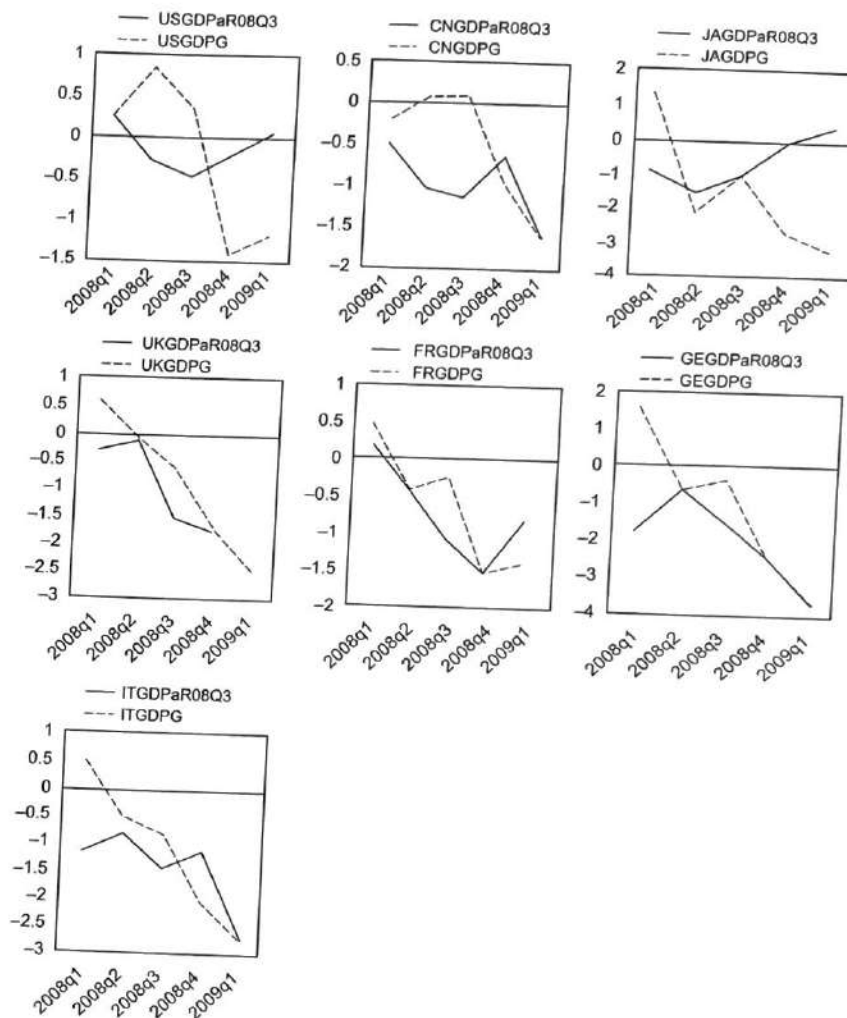 USGDPaR08Q3
USGDPG
1
0.5
0
–0.5
–1
–1.5
2008q1
2008q2
2008q3
2008q4
2009q1
CNGDPaR08Q3
CNGDPG
0.5
0
–0.5
–1
–1.5
–2
2008q1
2008q2
2008q3
2008q4
2009q1
JAGDPaR08Q3
JAGDPG
2
1
0
–1
–2
–3
–4
2008q1
2008q2
2008q3
2008q4
2009q1
UKGDPaR08Q3
UKGDPG
1
0.5
0
–0.5
–1
–1.5
–2
–2.5
–3
2008q1
2008q2
2008q3
2008q4
2009q1
FRGDPaR08Q3
FRGDPG
1
0.5
0
–0.5
–1
–1.5
–2
2008q1
2008q2
2008q3
2008q4
2009q1
GEGDPaR08Q3
GEGDPG
2
1
0
–1
–2
–3
–4
2008q1
2008q2
2008q3
2008q4
2009q1
ITGDPaR08Q3
ITGDPG
1
0.5
0
–0.5
–1
–1.5
–2
–2.5
–3
2008q1
2008q2
2008q3
2008q4
2009q1